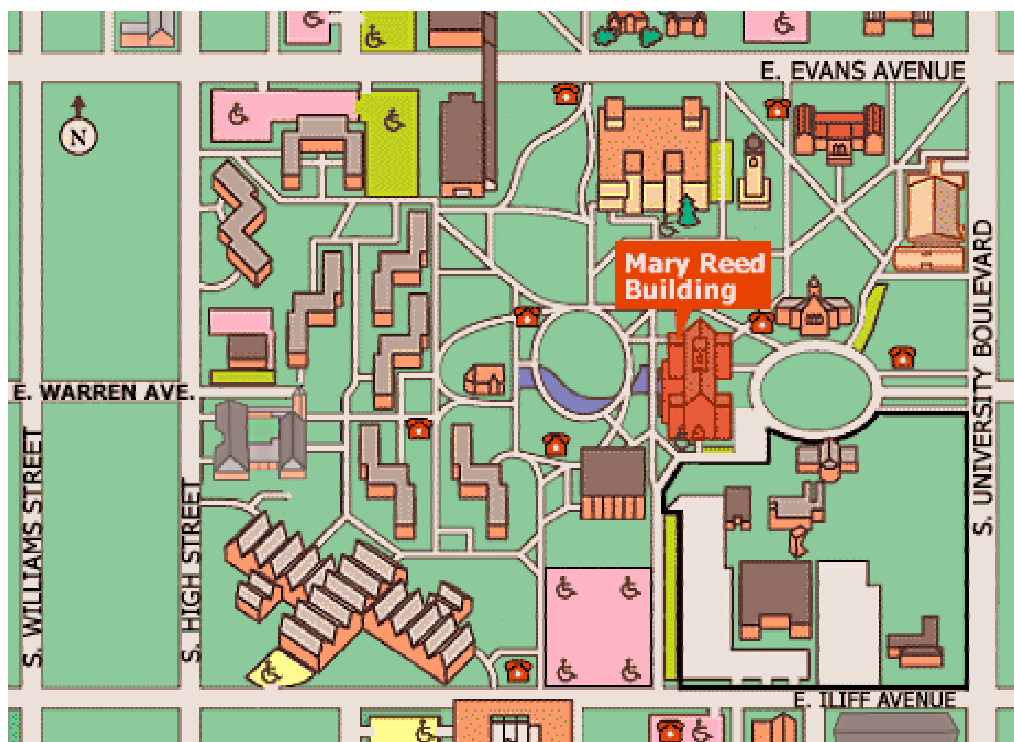 E. EVANS AVENUE
N
Mary Reed
Building
S. UNIVERSITY BOULEVARD
E. WARREN AVE.
S. WILLIAMS STREET
S. HIGH STREET
E. ILIFF AVENUE